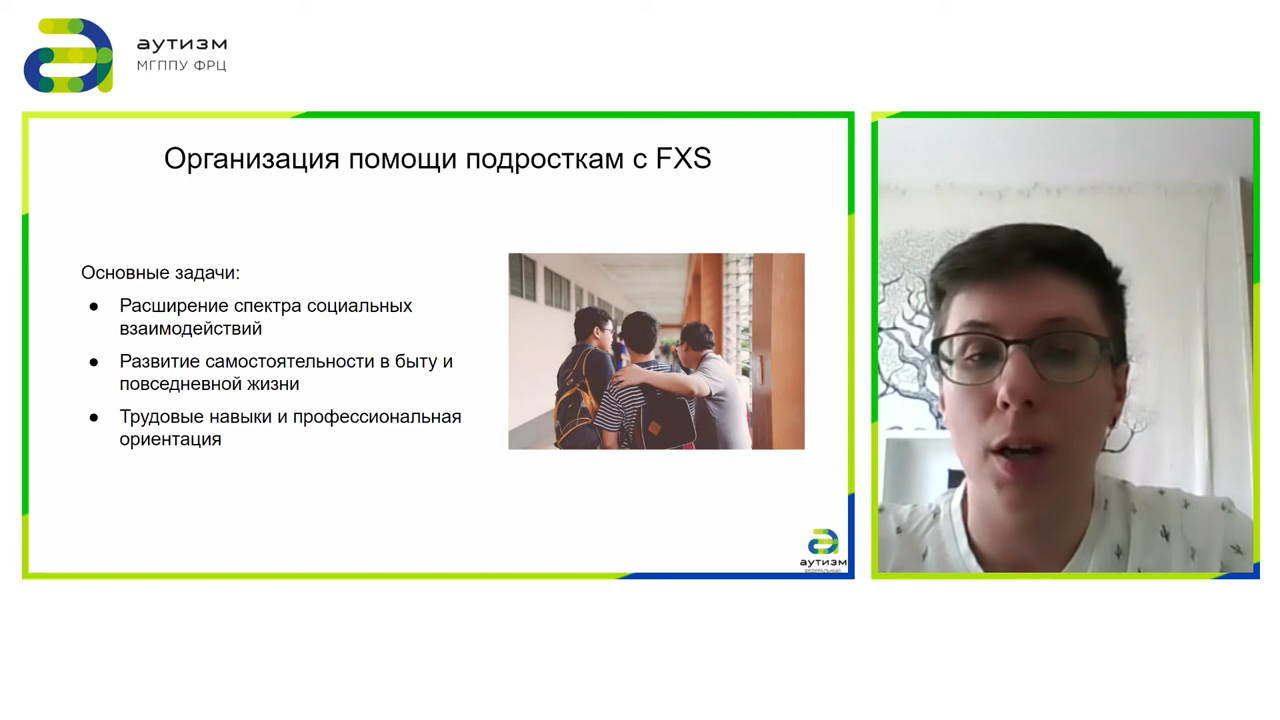 аутизм
МГППУ ФРЦ
Организация помощи подросткам с FXS
Основные задачи:
● Расширение спектра социальных
взаимодействий
● Развитие самостоятельности в быту и
повседневной жизни
● Трудовые навыки и профессиональная
ориентация
аутизм
ФЕДЕРАЛЬНЫЙ